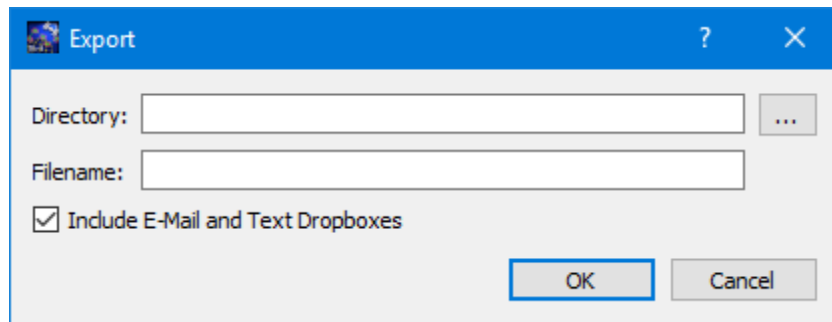 Export ?
Directory: ...
Filename:
Include E-Mail and Text Dropboxes
OK Cancel